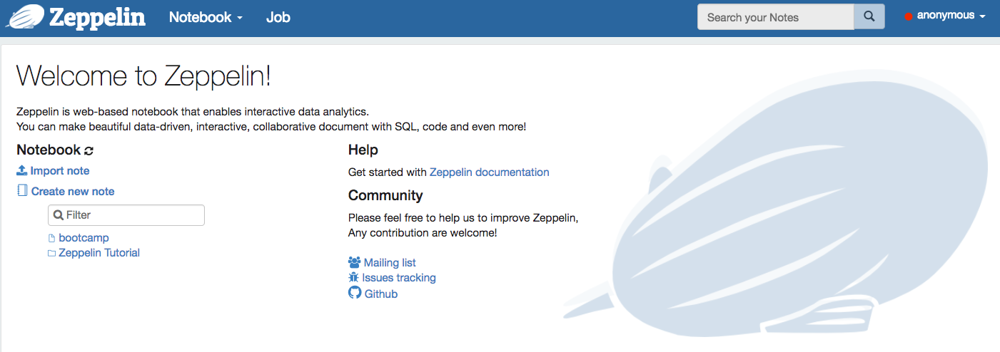 Zeppelin
Notebook
Job
Search your Notes
anonymous
Welcome to Zeppelin!
Zeppelin is web-based notebook that enables interactive data analytics.
You can make beautiful data-driven, interactive, collaborative document with SQL, code and even more!
Notebook
Import note
Create new note
Filter
bootcamp
Zeppelin Tutorial
Help
Get started with Zeppelin documentation
Community
Please feel free to help us to improve Zeppelin,
Any contribution are welcome!
Mailing list
Issues tracking
Github